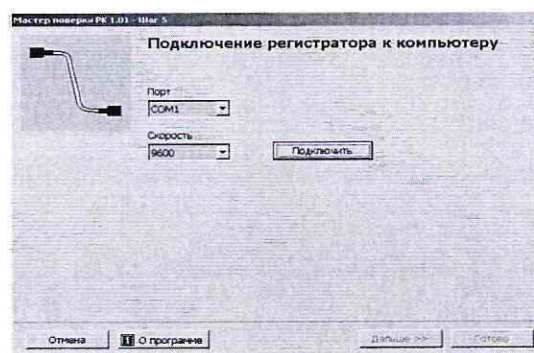 Мастер поверки РК 1.01 - Шаг 5
Подключение регистратора к компьютеру
Порт
COM1
Скорость
9600
Подключить
Отмена
О программе
Дальше >>
Готово